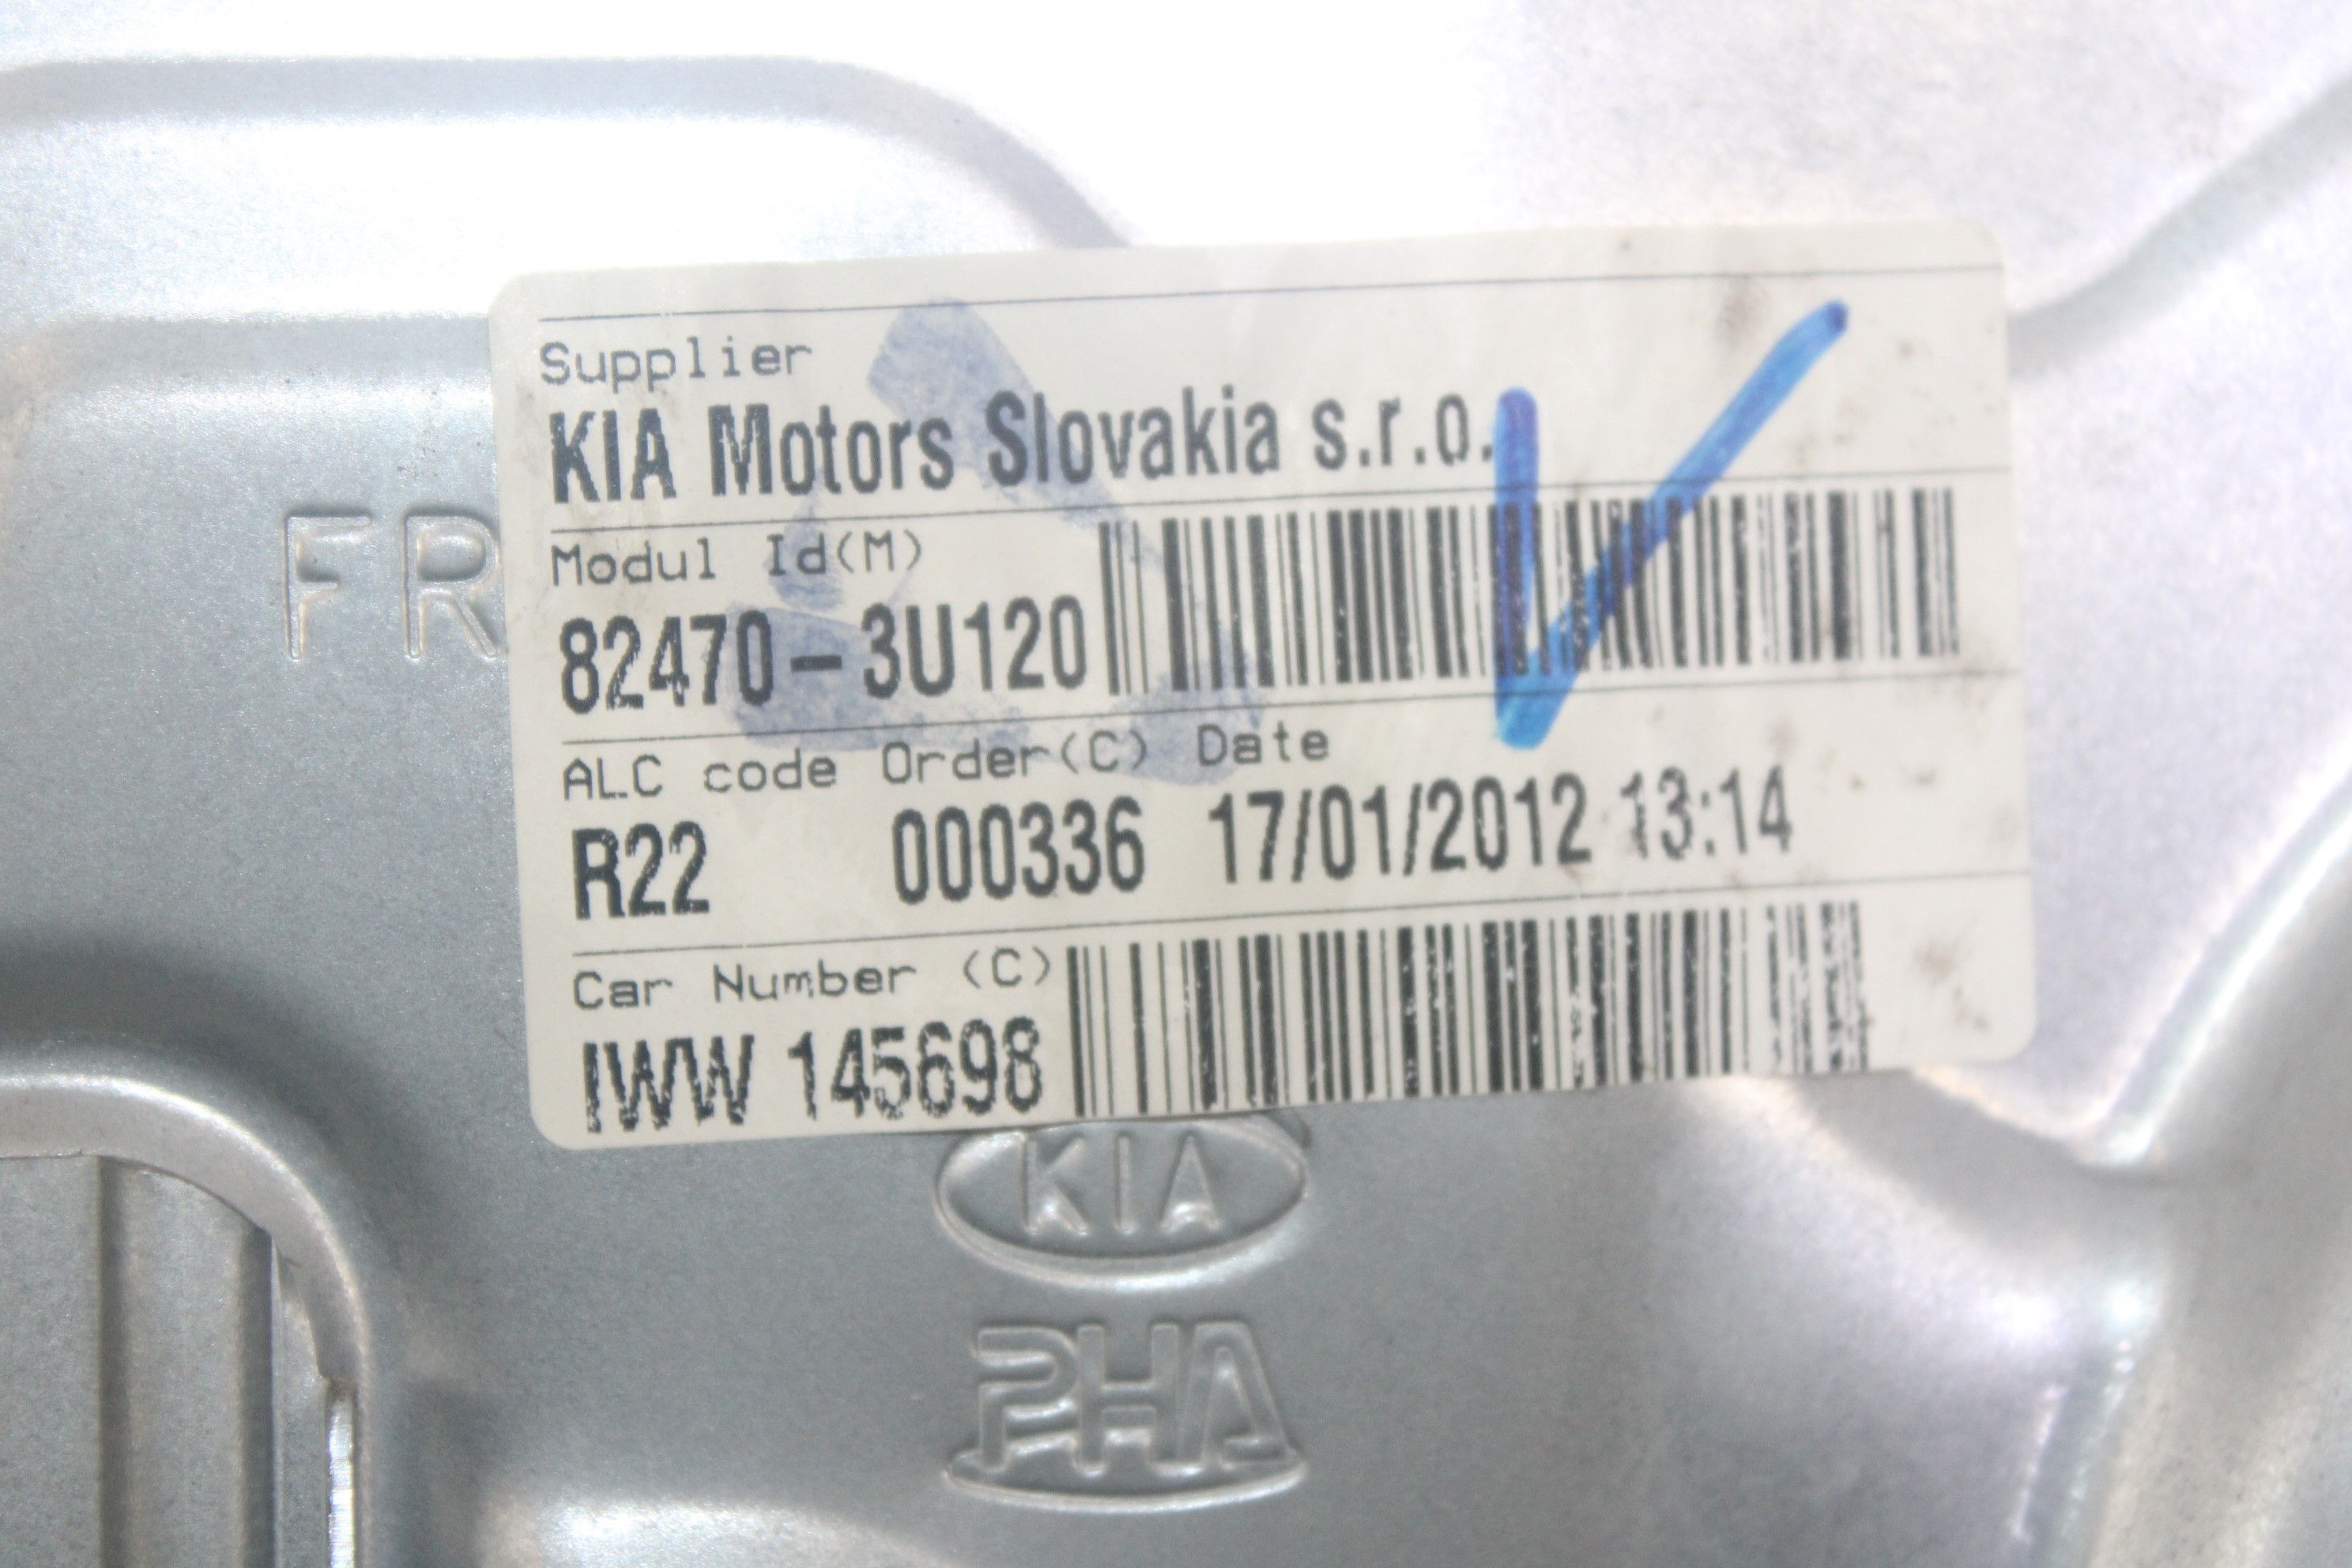 Supplier
KIA Motors Slovakia s.r.o.
Modul Id(M)
82470-3U120
ALC code Order(C) Date
R22 000336 17/01/2012 13:14
Car Number (C)
IWW 145698
KIA
PHA